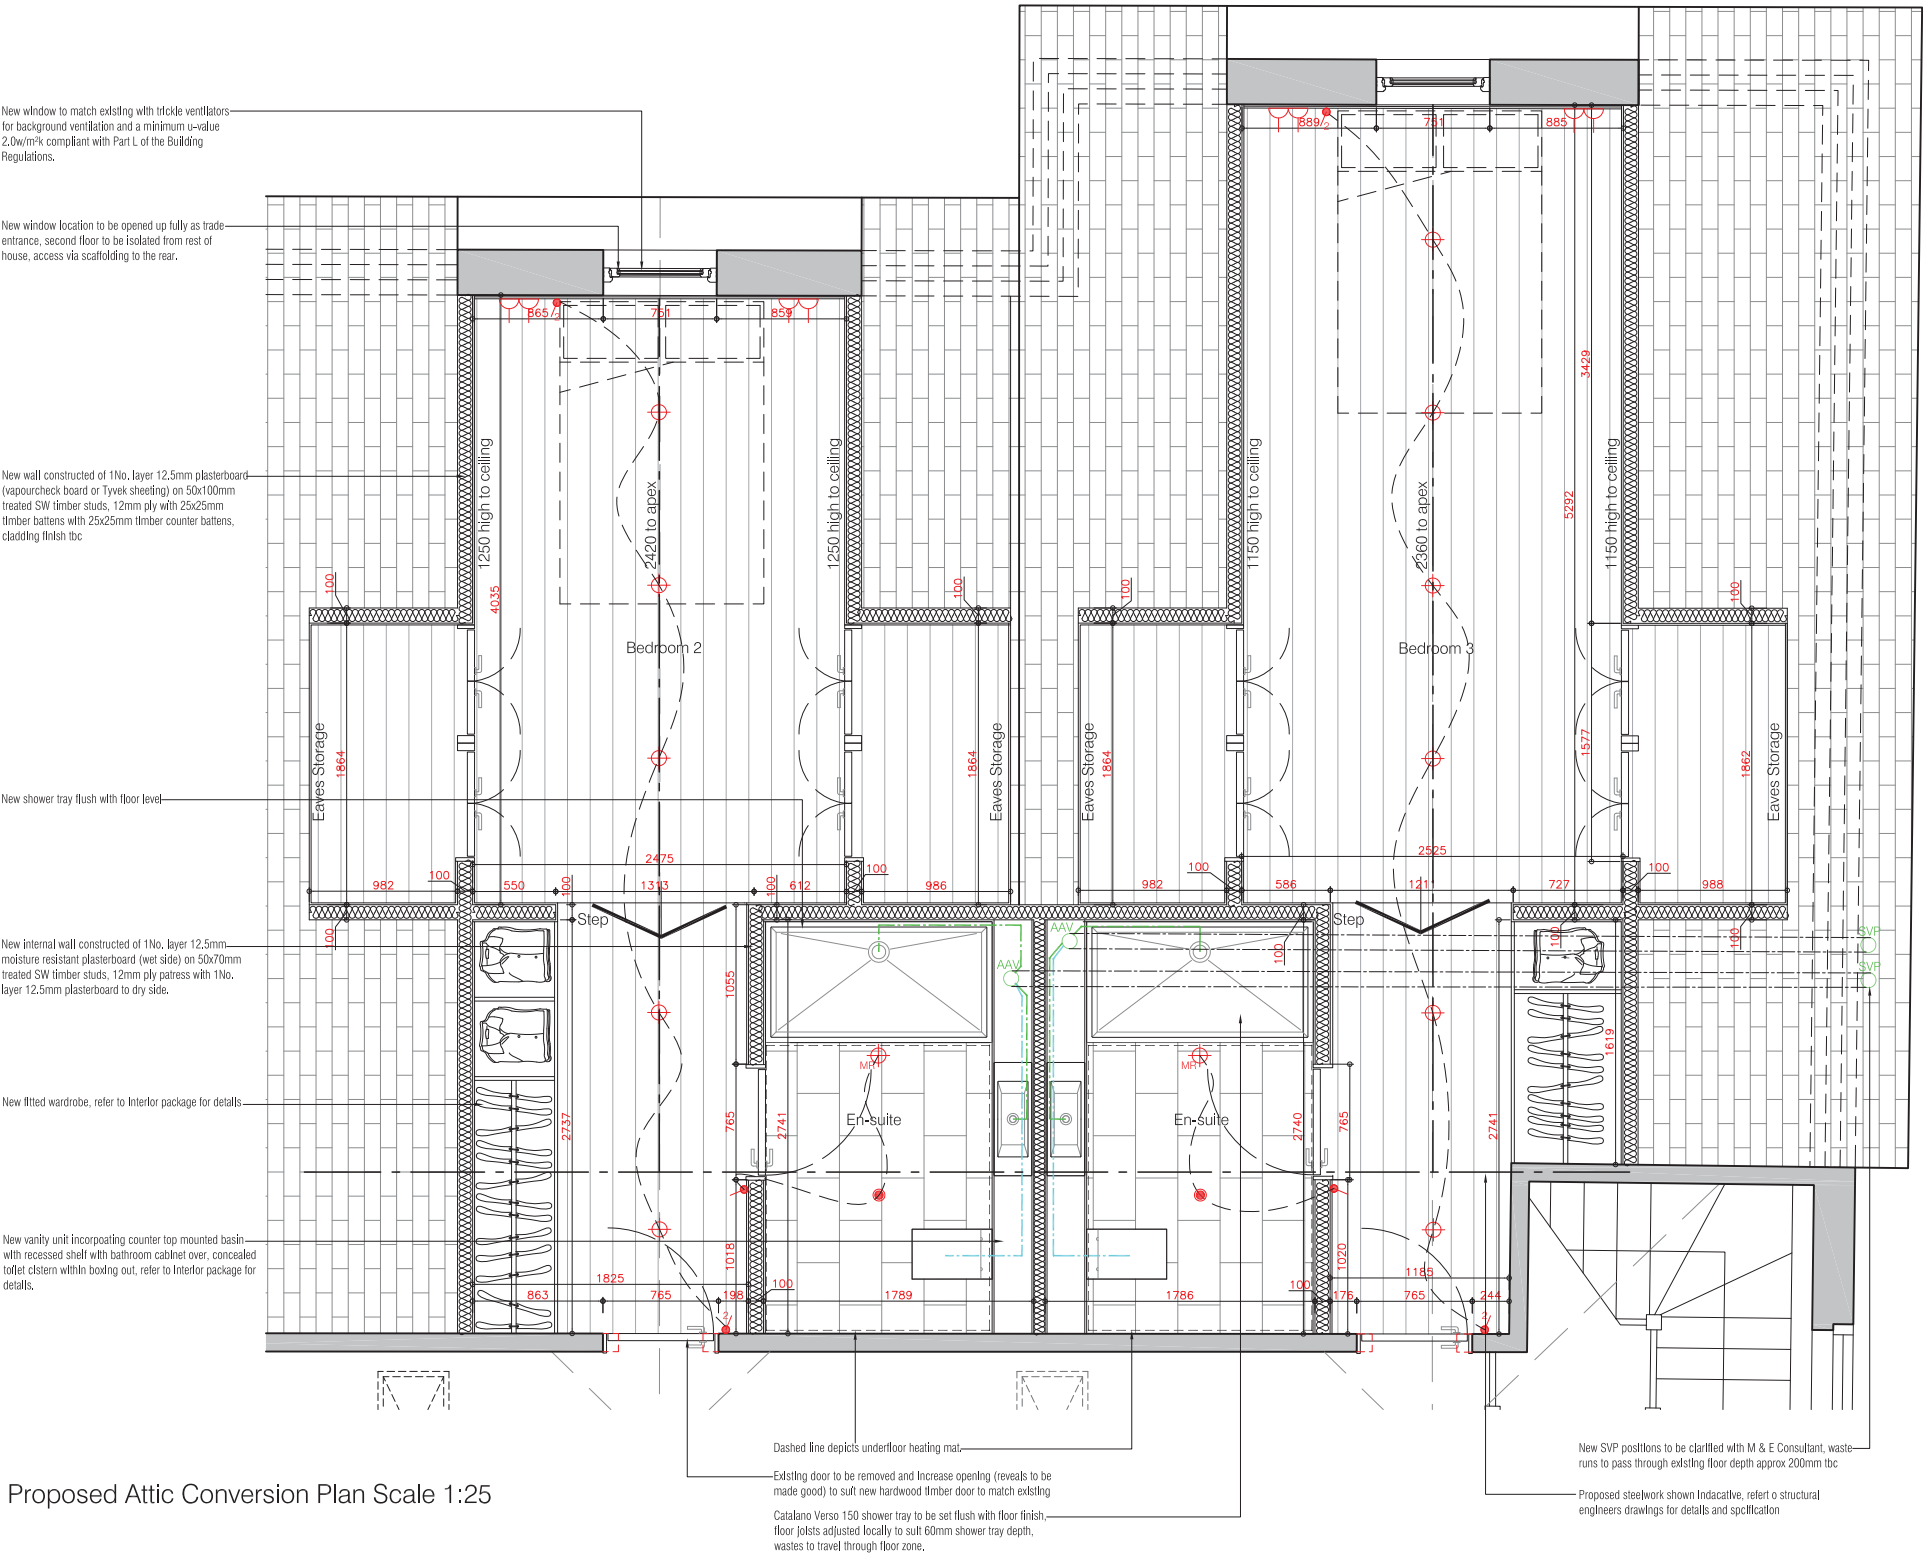 New window to match existing with trickle ventilators
for background ventilation and a minimum u-value
2.0w/m²k compliant with Part L of the Building
Regulations.
New window location to be opened up fully as trade
entrance, second floor to be isolated from rest of
house, access via scaffolding to the rear.
New wall constructed of 1No. layer 12.5mm plasterboard
(vapourcheck board or Tyvek sheeting) on 50x100mm
treated SW timber studs, 12mm ply with 25x25mm
timber battens with 25x25mm timber counter battens,
cladding finish tbc
New shower tray flush with floor level
New internal wall constructed of 1No. layer 12.5mm
moisture resistant plasterboard (wet side) on 50x70mm
treated SW timber studs, 12mm ply patress with 1No.
layer 12.5mm plasterboard to dry side.
New fitted wardrobe, refer to Interior package for details
New vanity unit incorpoating counter top mounted basin
with recessed shelf with bathroom cabinet over, concealed
toilet cistern within boxing out, refer to Interior package for
details.
889 2 751 885
865 2 751 859
3429
5292
1250 high to ceiling
2420 to apex
1250 high to ceiling
1150 high to ceiling
2360 to apex
1150 high to ceiling
4035
100 100 100 100
Bedroom 2
Bedroom 3
Eaves Storage
1864
1864
Eaves Storage
Eaves Storage
1864
1577
1862
Eaves Storage
2475
2525
100 100 100 100
982 550 100 1313 100 612 986
982 586 1211 727 988
Step
Step
100 100 100 100
AAV
AAV
SVP
SVP
1055
1619
MR
MR
2737
765
2741
En-suite
En-suite
2740
765
2741
1018
1020
1825
1185
863 765 198 100 1789
1786 100 176 765 244
2
2
Dashed line depicts underfloor heating mat.
Existing door to be removed and increase opening (reveals to be
made good) to suit new hardwood timber door to match existing
Catalano Verso 150 shower tray to be set flush with floor finish,
floor joists adjusted locally to suit 60mm shower tray depth,
wastes to travel through floor zone.
New SVP positions to be clarified with M & E Consultant, waste
runs to pass through existing floor depth approx 200mm tbc
Proposed steelwork shown indacative, refert o structural
engineers drawings for details and spcification
Proposed Attic Conversion Plan Scale 1:25